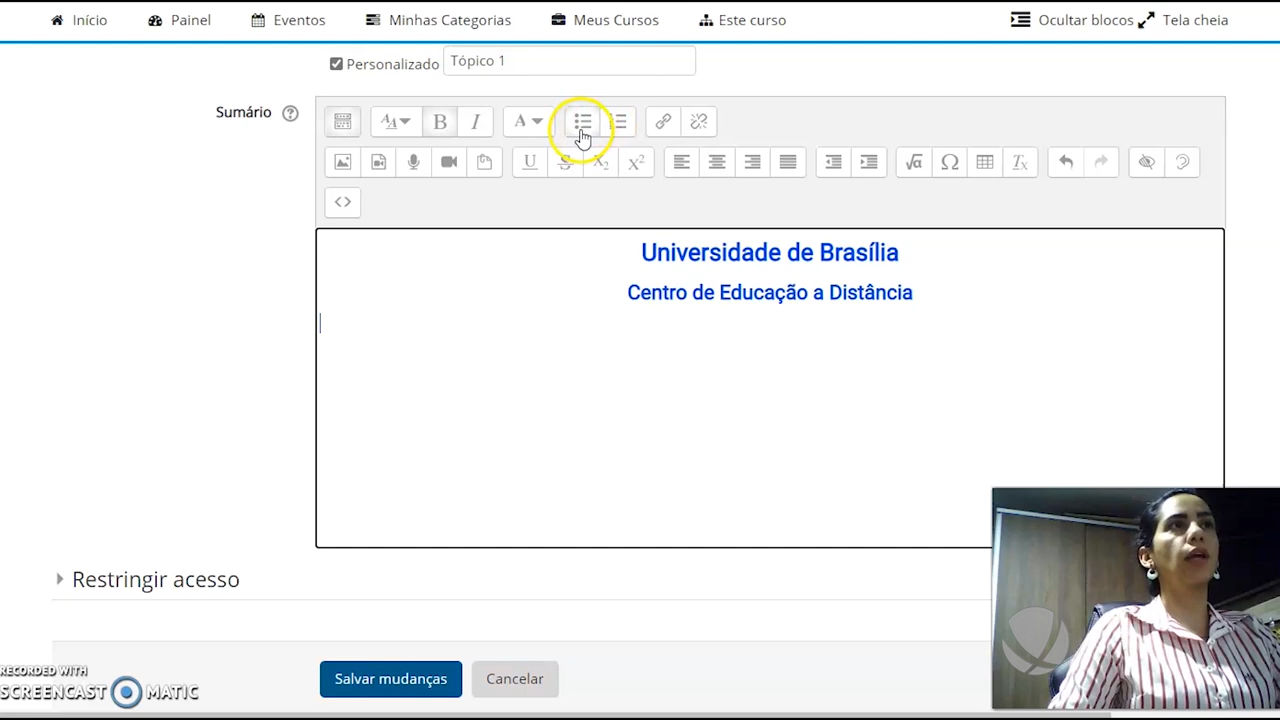 Início Painel Eventos Minhas Categorias Meus Cursos Este curso Ocultar blocos Tela cheia
Personalizado Tópico 1
Sumário
Universidade de Brasília
Centro de Educação a Distância
Restringir acesso
Salvar mudanças Cancelar
RECORDED WITH
SCREENCAST MATIC